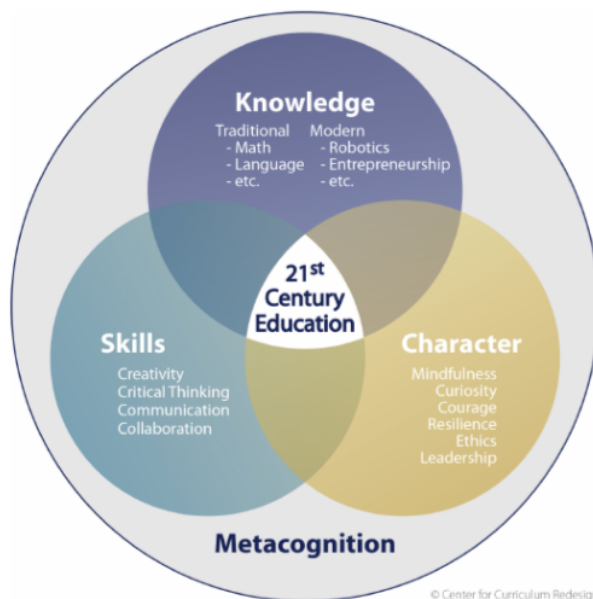 Knowledge
Traditional
- Math
- Language
- etc.
Modern
- Robotics
- Entrepreneurship
- etc.
21st
Century
Education
Skills
Creativity
Critical Thinking
Communication
Collaboration
Character
Mindfulness
Curiosity
Courage
Resilience
Ethics
Leadership
Metacognition
© Center for Curriculum Redesig